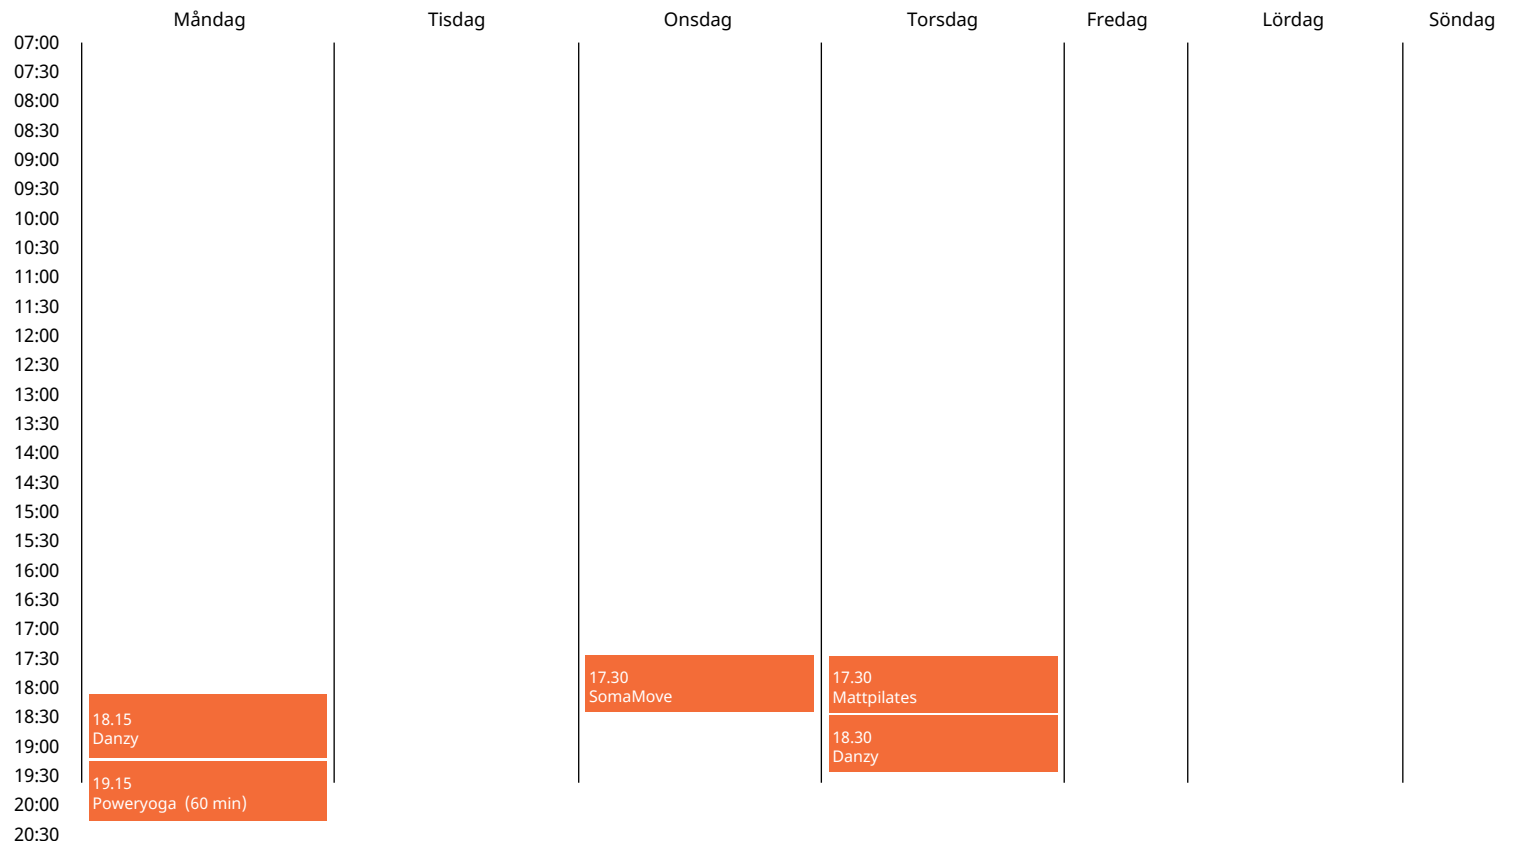 Måndag
Tisdag
Onsdag
Torsdag
Fredag
Lördag
Söndag
07:00
07:30
08:00
08:30
09:00
09:30
10:00
10:30
11:00
11:30
12:00
12:30
13:00
13:30
14:00
14:30
15:00
15:30
16:00
16:30
17:00
17:30
18:00
18:30
19:00
19:30
20:00
20:30
18.15
Danzy
19.15
Poweryoga (60 min)
17.30
SomaMove
17.30
Mattpilates
18.30
Danzy